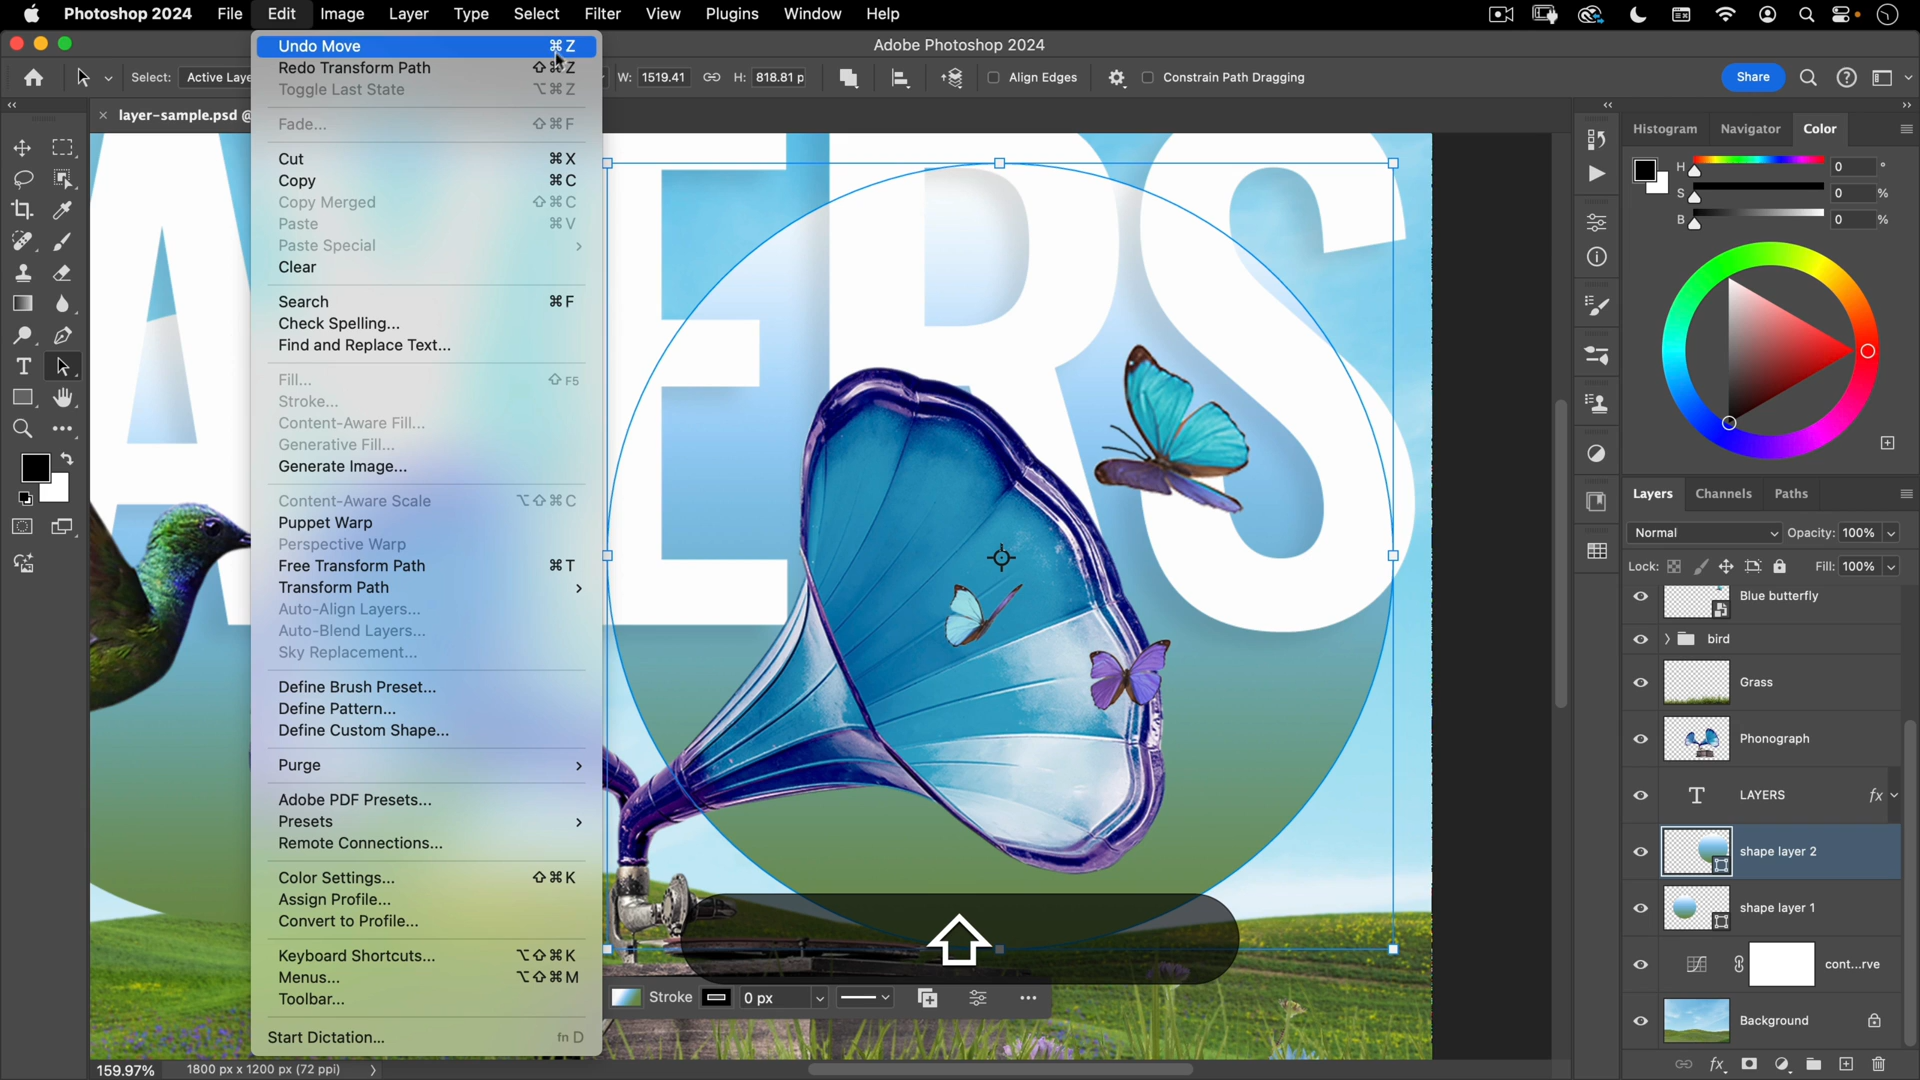 Photoshop 2024 File Edit Image Layer Type Select Filter View Plugins Window Help
Adobe Photoshop 2024
Select: Active Laye W: 1519.41 H: 818.81 p Align Edges Constrain Path Dragging Share
× layer-sample.psd @
Undo Move ⌘Z
Redo Transform Path ⇧⌘Z
Toggle Last State ⌥⌘Z
Fade... ⇧⌘F
Cut ⌘X
Copy ⌘C
Copy Merged ⇧⌘C
Paste ⌘V
Paste Special >
Clear
Search ⌘F
Check Spelling...
Find and Replace Text...
Fill... ⇧F5
Stroke...
Content-Aware Fill...
Generative Fill...
Generate Image...
Content-Aware Scale ⌥⇧⌘C
Puppet Warp
Perspective Warp
Free Transform Path ⌘T
Transform Path >
Auto-Align Layers...
Auto-Blend Layers...
Sky Replacement...
Define Brush Preset...
Define Pattern...
Define Custom Shape...
Purge >
Adobe PDF Presets...
Presets >
Remote Connections...
Color Settings... ⇧⌘K
Assign Profile...
Convert to Profile...
Keyboard Shortcuts... ⌥⇧⌘K
Menus... ⌥⇧⌘M
Toolbar...
Start Dictation... fn D
A ERS
Stroke 0 px
159.97% 1800 px x 1200 px (72 ppi) >
Histogram Navigator Color
H 0 °
S 0 %
B 0 %
Layers Channels Paths
Normal Opacity: 100%
Lock: Fill: 100%
Blue butterfly
bird
Grass
Phonograph
T LAYERS fx
shape layer 2
shape layer 1
cont...rve
Background
fx